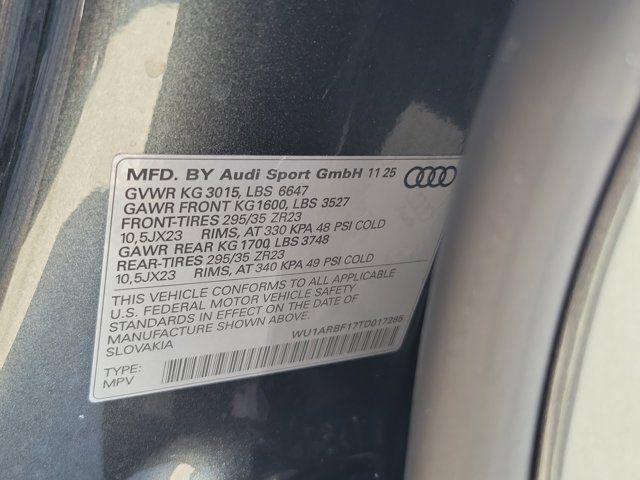 MFD. BY Audi Sport GmbH 11 25
GVWR KG 3015, LBS 6647
GAWR FRONT KG1600, LBS 3527
FRONT-TIRES 295/35 ZR23
10,5JX23 RIMS, AT 330 KPA 48 PSI COLD
GAWR REAR KG1700, LBS 3748
REAR-TIRES 295/35 ZR23
10,5JX23 RIMS, AT 340 KPA 49 PSI COLD
THIS VEHICLE CONFORMS TO ALL APPLICABLE
U.S. FEDERAL MOTOR VEHICLE SAFETY
STANDARDS IN EFFECT ON THE DATE OF
MANUFACTURE SHOWN ABOVE.
SLOVAKIA
WU1ARBF17TD017285
TYPE:
MPV